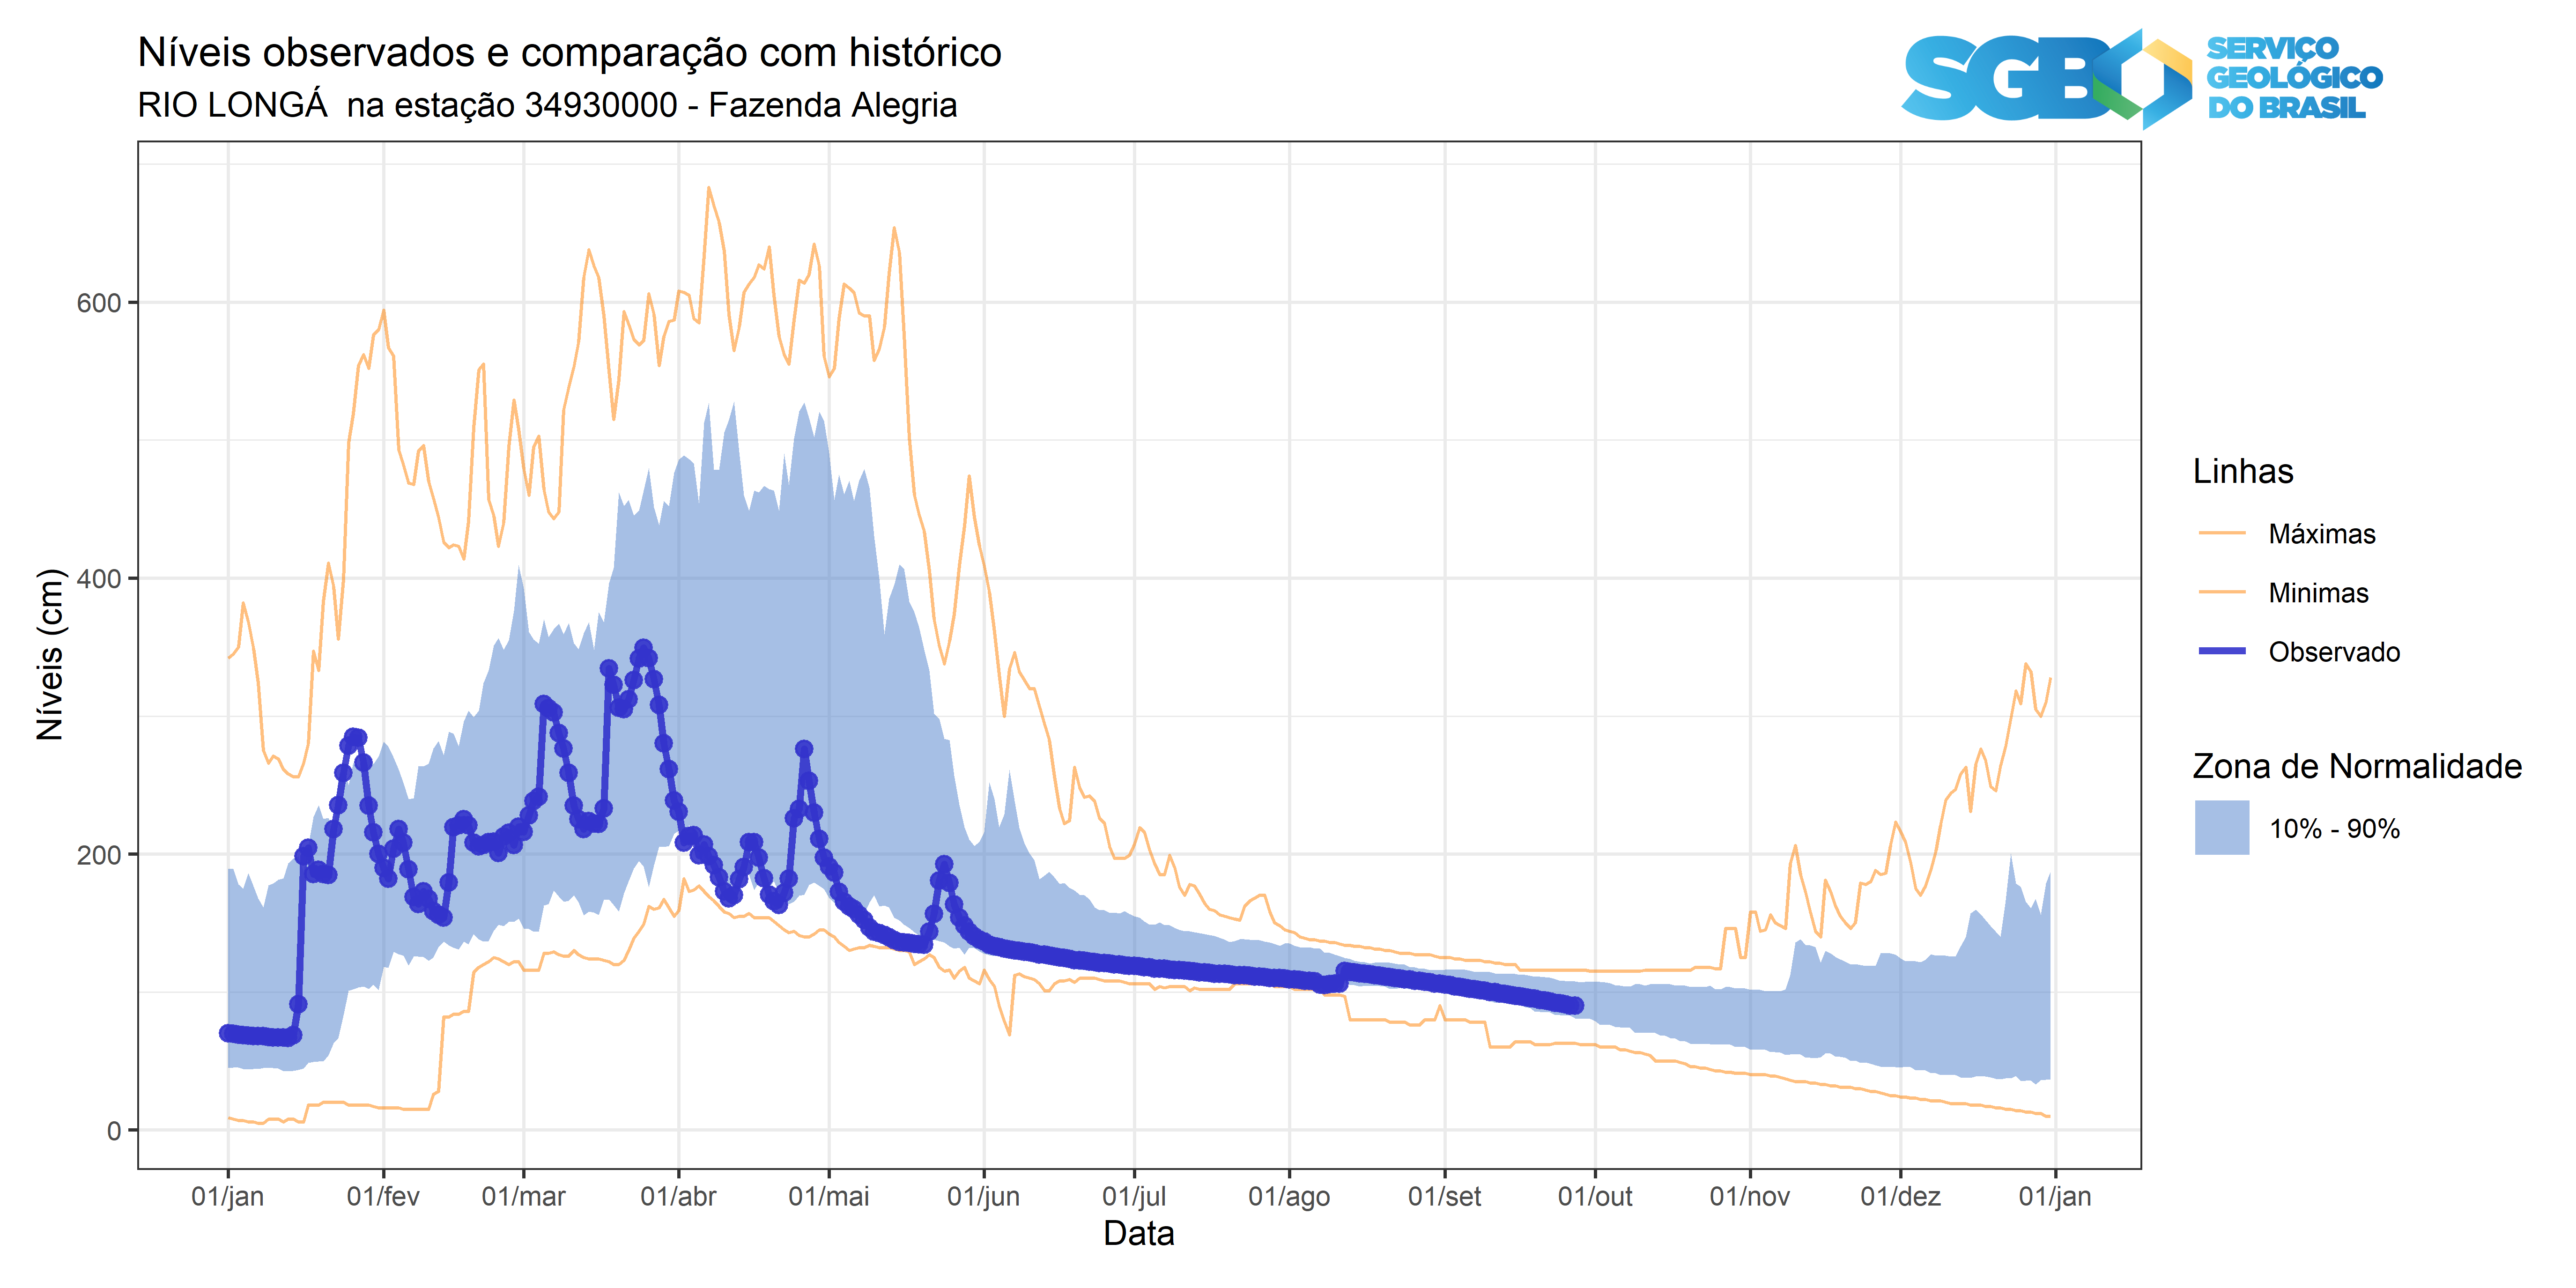 Níveis observados e comparação com histórico
RIO LONGÁ  na estação 34930000 - Fazenda Alegria
SGB
SERVIÇO
GEOLÓGICO
DO BRASIL
Níveis (cm)
600
400
200
0
01/jan
01/fev
01/mar
01/abr
01/mai
01/jun
01/jul
01/ago
01/set
01/out
01/nov
01/dez
01/jan
Data
Linhas
Máximas
Minimas
Observado
Zona de Normalidade
10% - 90%